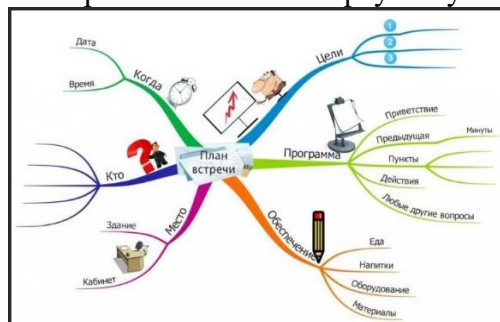 План
встречи
Когда
Дата
Время
Цели
1
2
3
Программа
Приветствие
Предыдущая
Минуты
Пункты
Действия
Любые другие вопросы
Обеспечение
Еда
Напитки
Оборудование
Материалы
Место
Здание
Кабинет
Кто